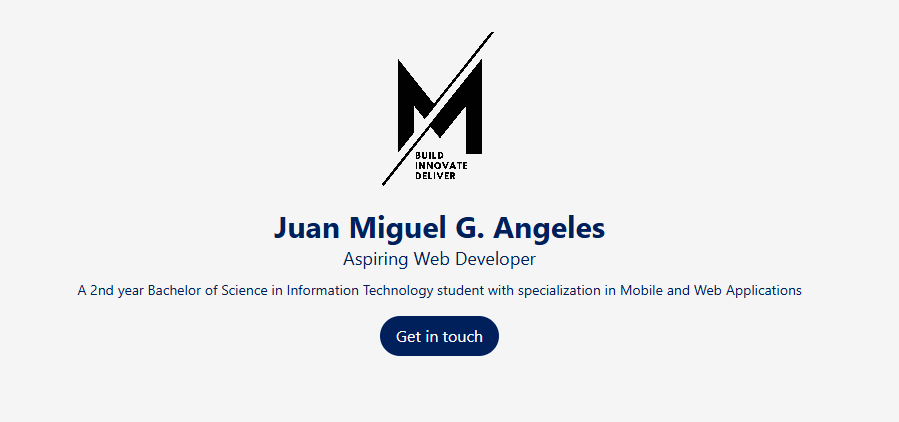 M
BUILD
INNOVATE
DELIVER
Juan Miguel G. Angeles
Aspiring Web Developer
A 2nd year Bachelor of Science in Information Technology student with specialization in Mobile and Web Applications
Get in touch